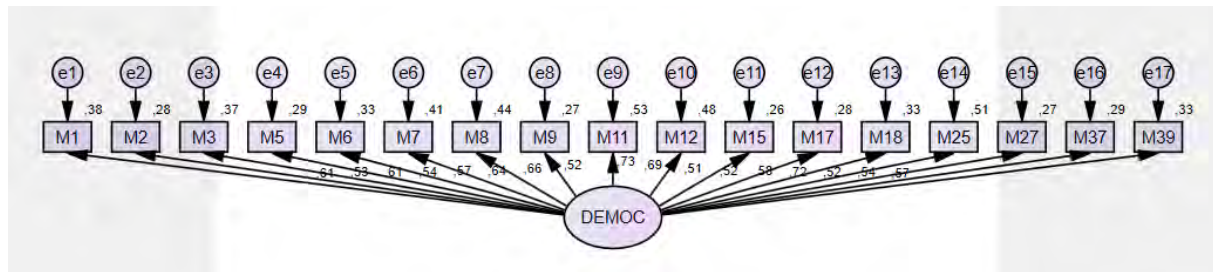 e1 e2 e3 e4 e5 e6 e7 e8 e9 e10 e11 e12 e13 e14 e15 e16 e17
,38 ,28 ,37 ,29 ,33 ,41 ,44 ,27 ,53 ,48 ,26 ,28 ,33 ,51 ,27 ,29 ,33
M1 M2 M3 M5 M6 M7 M8 M9 M11 M12 M15 M17 M18 M25 M27 M37 M39
,61 ,53 ,61 ,54 ,57 ,64 ,66 ,52 ,73 ,69 ,51 ,52 ,58 ,72 ,52 ,54 ,57
DEMOC